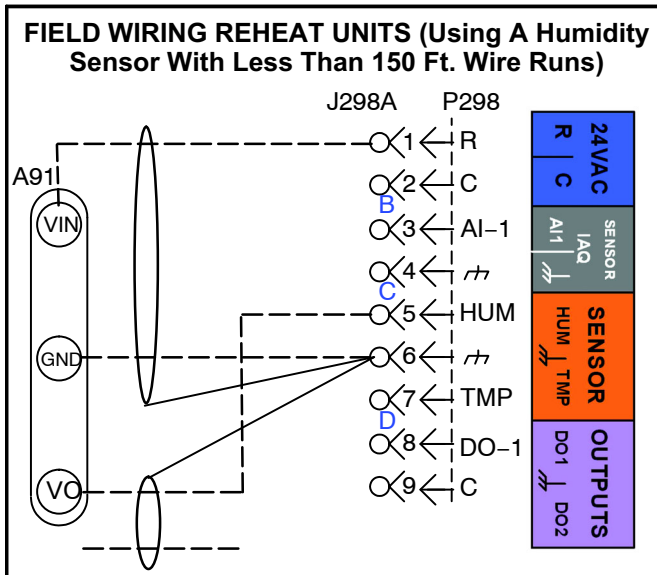 FIELD WIRING REHEAT UNITS (Using A Humidity
Sensor With Less Than 150 Ft. Wire Runs)
J298A P298
A91
VIN
GND
VO
1 R
2 C
B
3 AI-1
4
C
5 HUM
6
7 TMP
D
8 DO-1
9 C
24VAC
R C
SENSOR
IAQ
AI1
SENSOR
HUM TMP
OUTPUTS
DO1 DO2